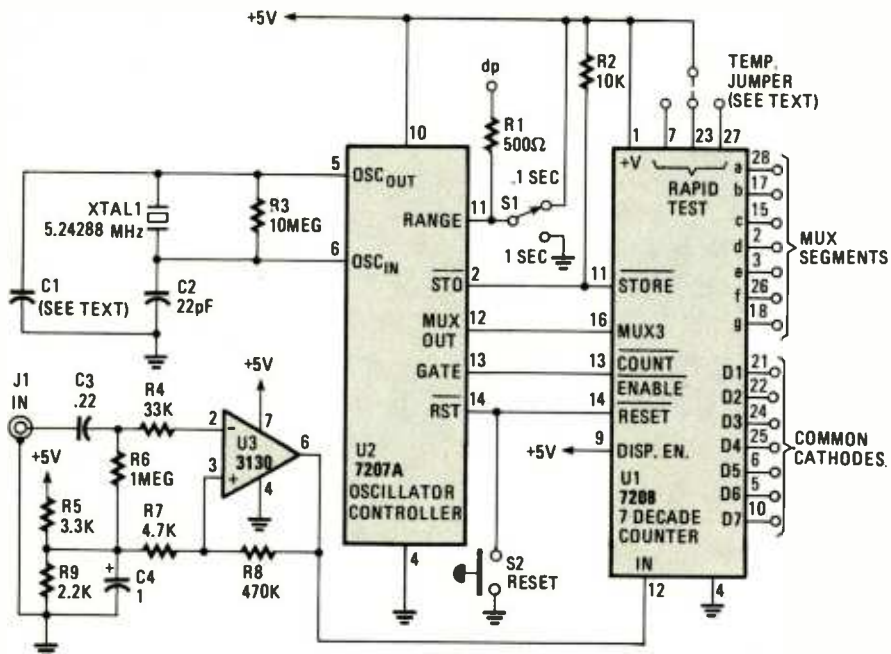 +5V
dp
R2
10K
TEMP.
JUMPER
(SEE TEXT)
R1
500Ω
10
1
7
23
27
5
OSCOUT
.1 SEC
+V
RAPID
TEST
a
28
b
17
c
15
d
2
e
3
f
26
g
18
MUX
SEGMENTS
XTAL1
5.24288 MHz
R3
10MEG
RANGE
11
S1
1 SEC
6
OSCIN
C1
(SEE TEXT)
C2
22pF
STO
2
11
STORE
MUX
OUT
12
16
MUX3
GATE
13
13
COUNT
ENABLE
RST
14
14
RESET
D1
21
D2
22
D3
24
D4
25
D5
6
D6
5
D7
10
COMMON
CATHODES
+5V
9
DISP. EN.
J1
IN
C3
.22
R4
33K
+5V
2
-
7
U3
3130
6
3
+
4
+5V
R6
1MEG
R5
3.3K
R7
4.7K
R8
470K
R9
2.2K
+
C4
1
U2
7207A
OSCILLATOR
CONTROLLER
4
S2
RESET
U1
7208
7 DECADE
COUNTER
IN
12
4